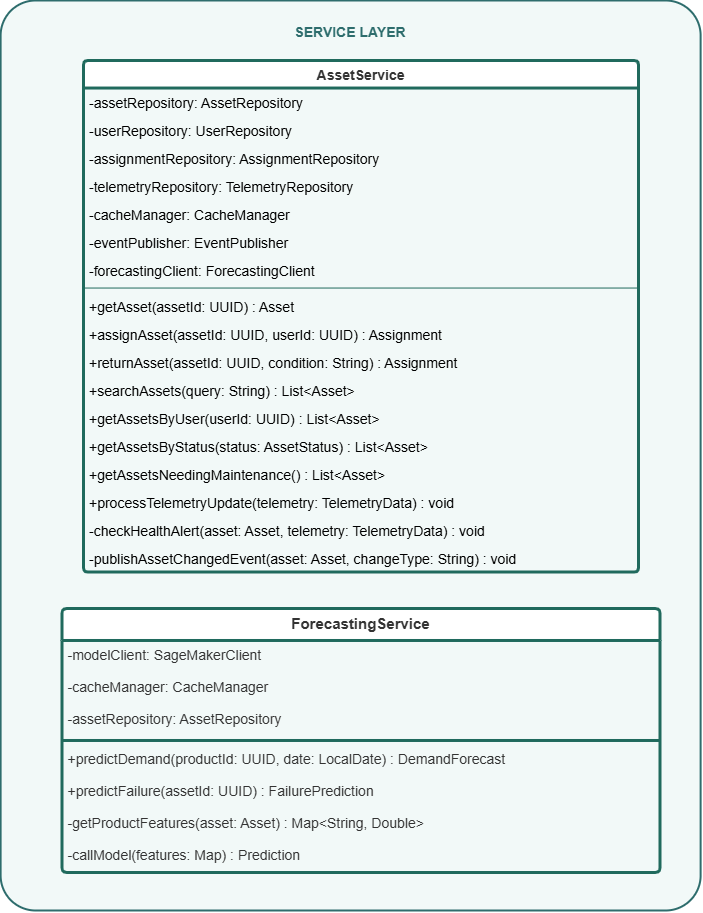 SERVICE LAYER
AssetService
-assetRepository: AssetRepository
-userRepository: UserRepository
-assignmentRepository: AssignmentRepository
-telemetryRepository: TelemetryRepository
-cacheManager: CacheManager
-eventPublisher: EventPublisher
-forecastingClient: ForecastingClient
+getAsset(assetId: UUID) : Asset
+assignAsset(assetId: UUID, userId: UUID) : Assignment
+returnAsset(assetId: UUID, condition: String) : Assignment
+searchAssets(query: String) : List<Asset>
+getAssetsByUser(userId: UUID) : List<Asset>
+getAssetsByStatus(status: AssetStatus) : List<Asset>
+getAssetsNeedingMaintenance() : List<Asset>
+processTelemetryUpdate(telemetry: TelemetryData) : void
-checkHealthAlert(asset: Asset, telemetry: TelemetryData) : void
-publishAssetChangedEvent(asset: Asset, changeType: String) : void
ForecastingService
-modelClient: SageMakerClient
-cacheManager: CacheManager
-assetRepository: AssetRepository
+predictDemand(productId: UUID, date: LocalDate) : DemandForecast
+predictFailure(assetId: UUID) : FailurePrediction
-getProductFeatures(asset: Asset) : Map<String, Double>
-callModel(features: Map) : Prediction